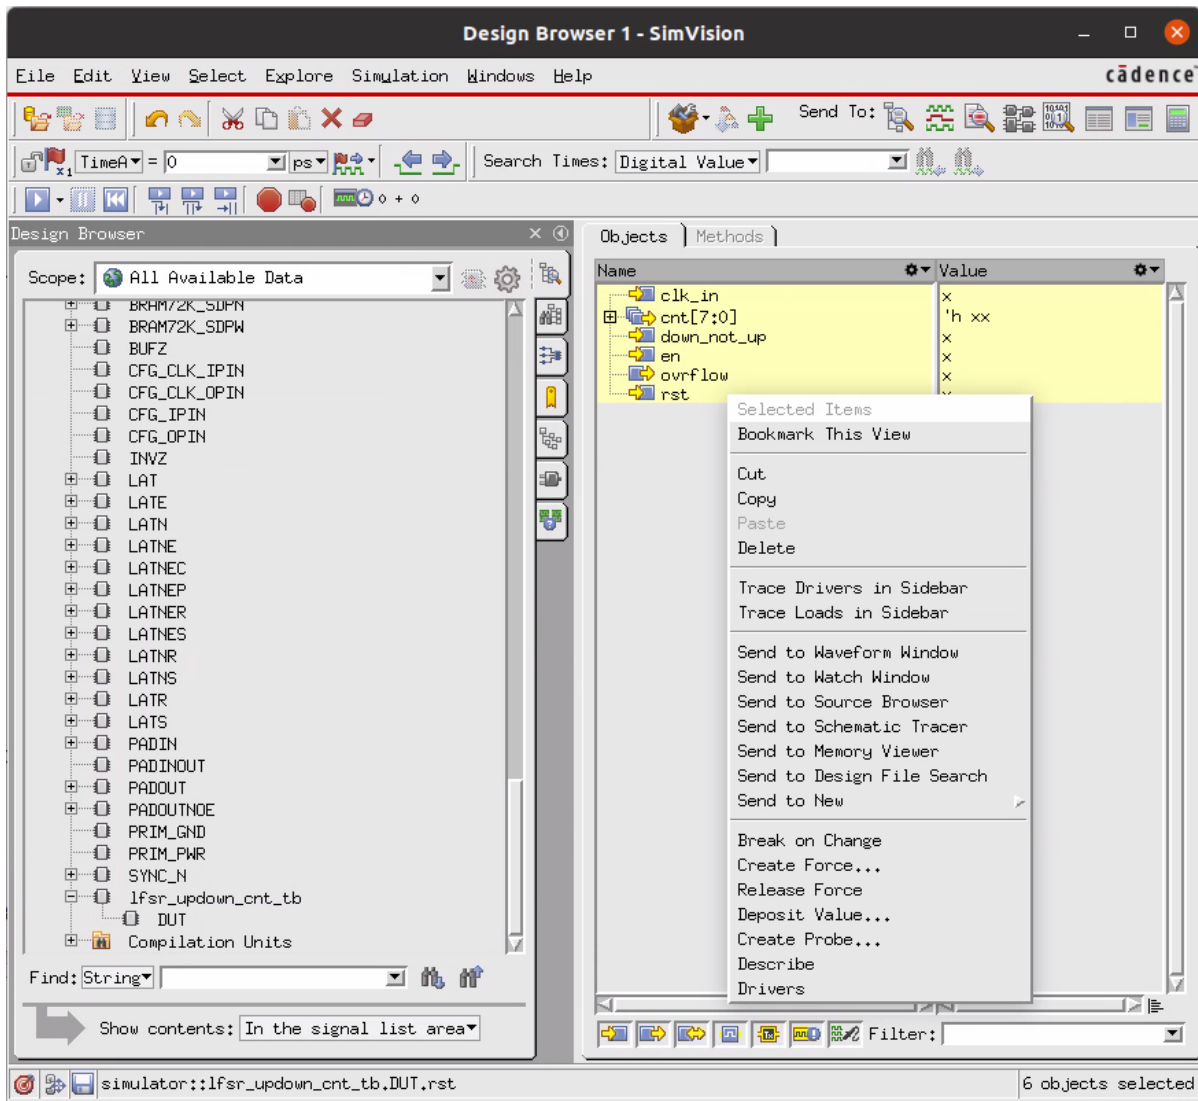 Design Browser 1 - SimVision
Eile Edit View Select Explore Simulation Windows Help
cādence
Send To:
TimeA = 0 ps
Search Times: Digital Value
0 + 0
Design Browser
Objects Methods
Scope: All Available Data
Name Value
BRAM72K_SDPN
BRAM72K_SDPW
BUFZ
CFG_CLK_IPIN
CFG_CLK_OPIN
CFG_IPIN
CFG_OPIN
INVZ
LAT
LATE
LATN
LATNE
LATNEC
LATNEP
LATNER
LATNES
LATNR
LATNS
LATR
LATS
PADIN
PADINOUT
PADOUT
PADOUTNOE
PRIM_GND
PRIM_PWR
SYNC_N
lfsr_updown_cnt_tb
DUT
Compilation Units
clk_in x
cnt[7:0] 'h xx
down_not_up x
en x
ovrflow x
rst x
Selected Items
Bookmark This View
Cut
Copy
Paste
Delete
Trace Drivers in Sidebar
Trace Loads in Sidebar
Send to Waveform Window
Send to Watch Window
Send to Source Browser
Send to Schematic Tracer
Send to Memory Viewer
Send to Design File Search
Send to New
Break on Change
Create Force...
Release Force
Deposit Value...
Create Probe...
Describe
Drivers
Find: String
Show contents: In the signal list area
Filter:
simulator::lfsr_updown_cnt_tb.DUT.rst
6 objects selected